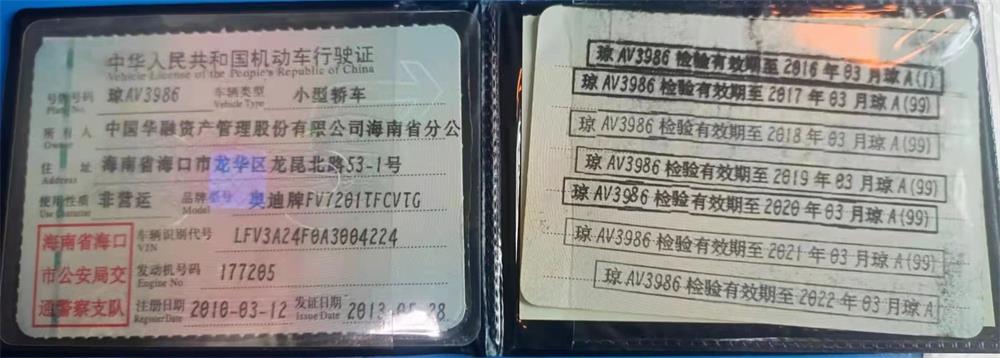 中华人民共和国机动车行驶证
Vehicle License of the People's Republic of China
号牌号码 琼AV3986 车辆类型 小型轿车
Plate No. Vehicle Type
所有人 中国华融资产管理股份有限公司海南省分公
Owner
住址 海南省海口市龙华区龙昆北路53-1号
Address
使用性质 非营运 品牌型号 奥迪牌FV7201TFCVTG
Use Character Model
海南省海口
市公安局交
通警察支队
车辆识别代号 LFV3A24F0A3004224
VIN
发动机号码 177205
Engine No.
注册日期 2010-03-12 发证日期 2013-05-28
Register Date Issue Date
琼AV3986 检验有效期至 2016 年 03 月琼 A(1)
琼AV3986 检验有效期至 2017 年 03 月琼 A(99)
琼AV3986 检验有效期至 2018 年 03 月琼 A(99)
琼AV3986 检验有效期至 2019 年 03 月琼 A(99)
琼AV3986 检验有效期至 2020 年 03 月琼 A(99)
琼AV3986 检验有效期至 2021 年 03 月琼 A(99)
琼AV3986 检验有效期至 2022 年 03 月琼 A